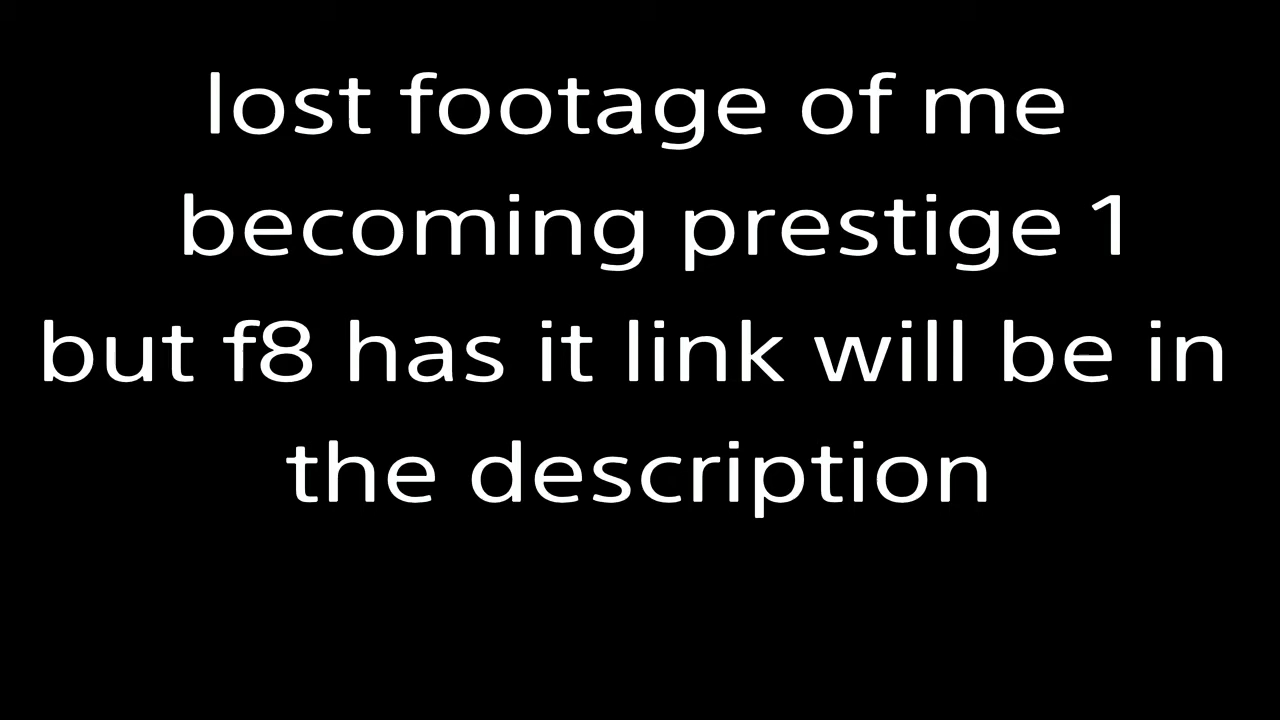 lost footage of me
becoming prestige 1
but f8 has it link will be in
the description